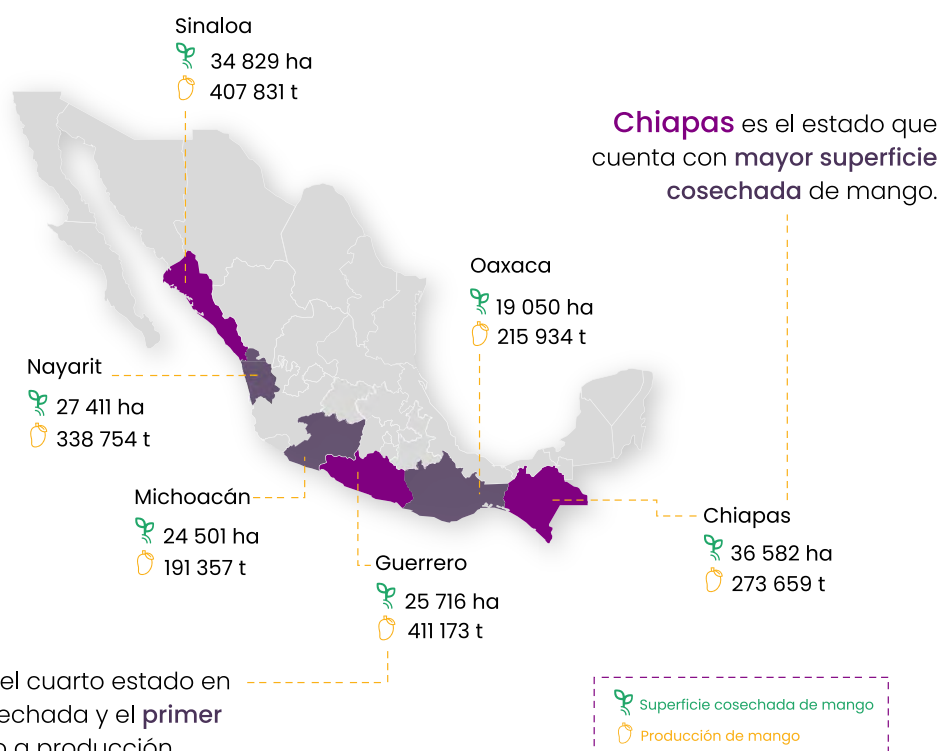 Sinaloa
34 829 ha
407 831 t
Chiapas es el estado que
cuenta con mayor superficie
cosechada de mango.
Oaxaca
19 050 ha
215 934 t
Nayarit
27 411 ha
338 754 t
Michoacán
24 501 ha
191 357 t
Chiapas
36 582 ha
273 659 t
Guerrero
25 716 ha
411 173 t
el cuarto estado en
y el primer
a producción
Superficie cosechada de mango
Producción de mango